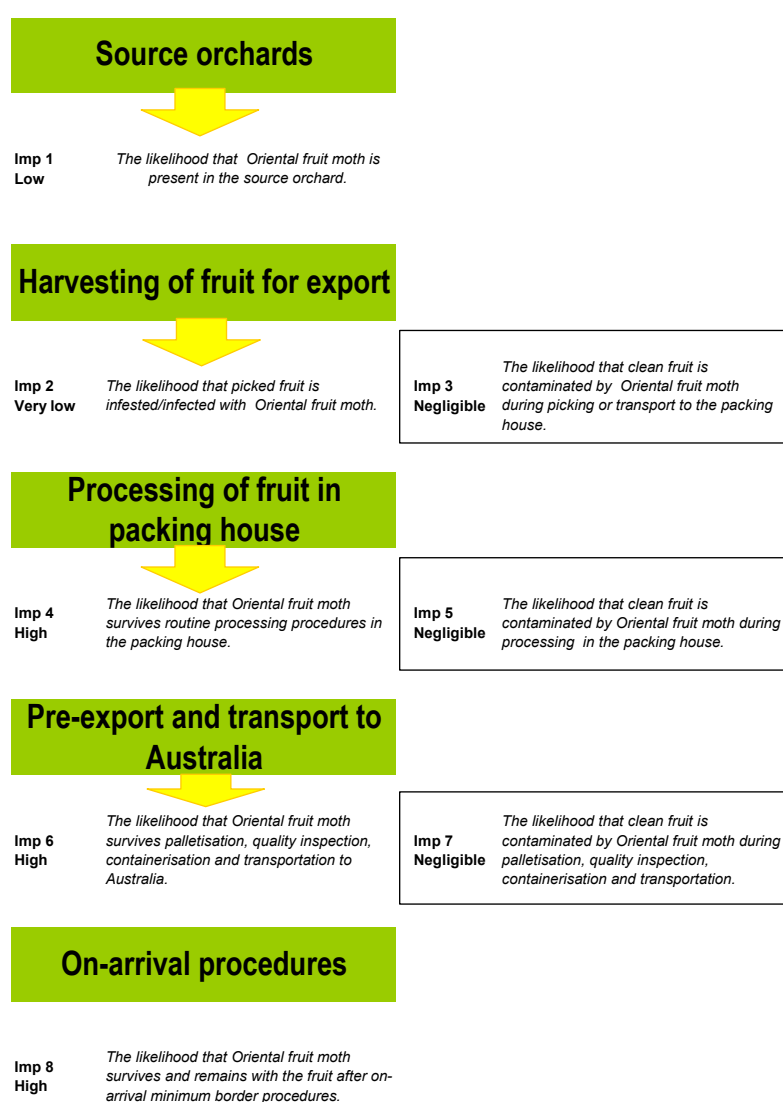 Source orchards
Imp 1
Low
The likelihood that Oriental fruit moth is
present in the source orchard.
Harvesting of fruit for export
Imp 2
Very low
The likelihood that picked fruit is
infested/infected with Oriental fruit moth.
Imp 3
Negligible
The likelihood that clean fruit is
contaminated by Oriental fruit moth
during picking or transport to the packing
house.
Processing of fruit in
packing house
Imp 4
High
The likelihood that Oriental fruit moth
survives routine processing procedures in
the packing house.
Imp 5
Negligible
The likelihood that clean fruit is
contaminated by Oriental fruit moth during
processing in the packing house.
Pre-export and transport to
Australia
Imp 6
High
The likelihood that Oriental fruit moth
survives palletisation, quality inspection,
containerisation and transportation to
Australia.
Imp 7
Negligible
The likelihood that clean fruit is
contaminated by Oriental fruit moth during
palletisation, quality inspection,
containerisation and transportation.
On-arrival procedures
Imp 8
High
The likelihood that Oriental fruit moth
survives and remains with the fruit after on-
arrival minimum border procedures.